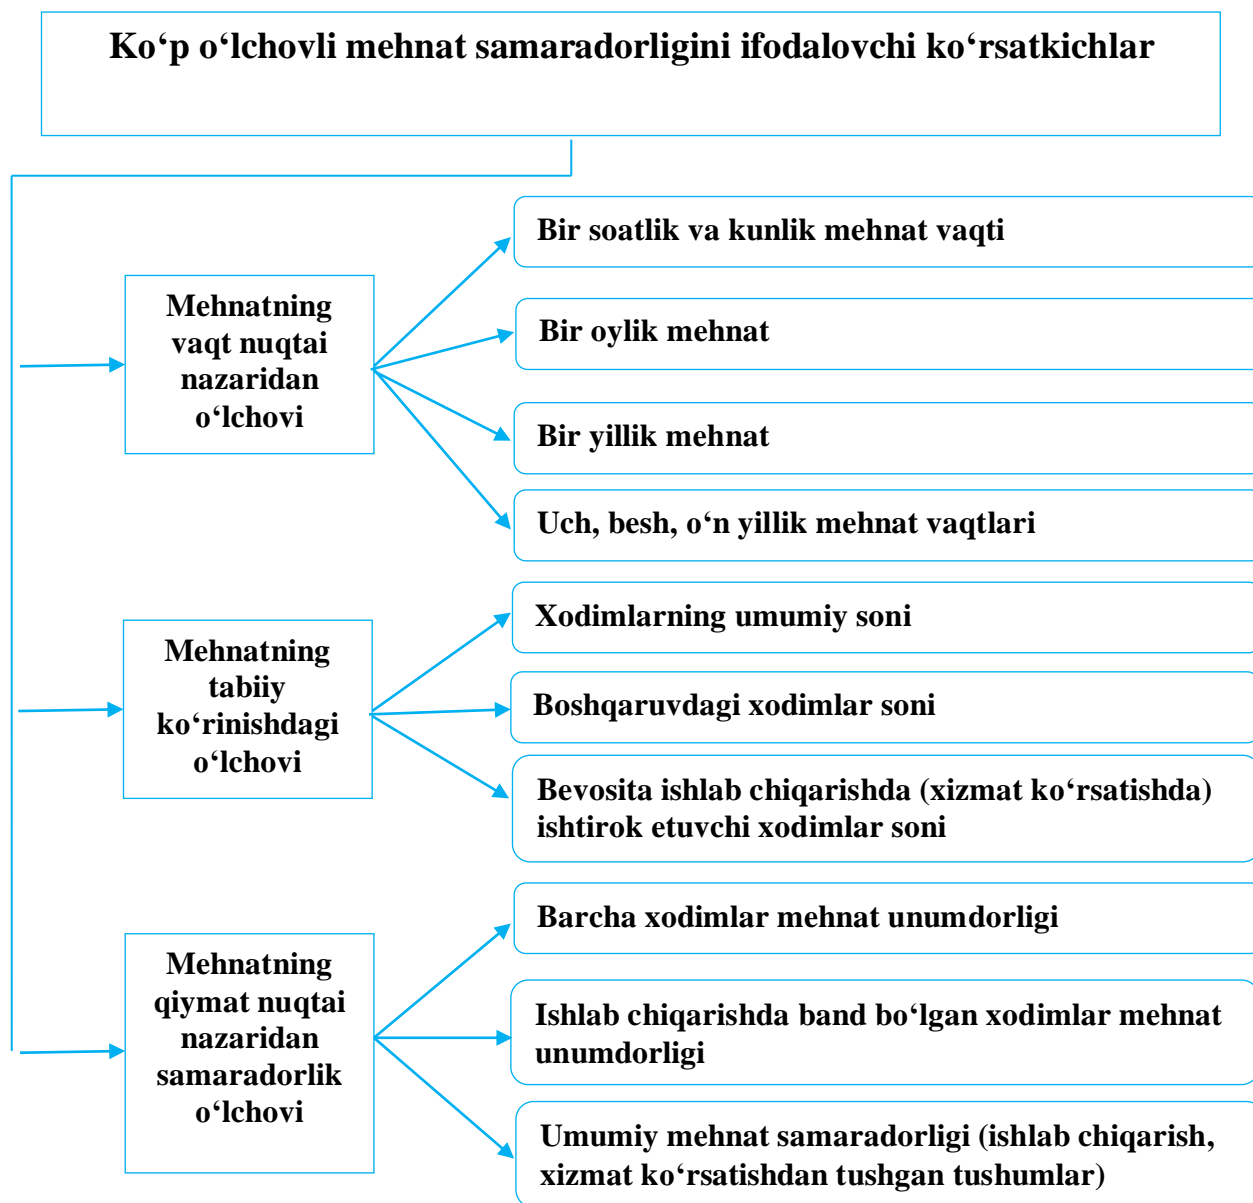 Ko‘p o‘lchovli mehnat samaradorligini ifodalovchi ko‘rsatkichlar
Mehnatning
vaqt nuqtai
nazaridan
o‘lchovi
Bir soatlik va kunlik mehnat vaqti
Bir oylik mehnat
Bir yillik mehnat
Uch, besh, o‘n yillik mehnat vaqtlari
Mehnatning
tabiiy
ko‘rinishdagi
o‘lchovi
Xodimlarning umumiy soni
Boshqaruvdagi xodimlar soni
Bevosita ishlab chiqarishda (xizmat ko‘rsatishda)
ishtirok etuvchi xodimlar soni
Mehnatning
qiymat nuqtai
nazaridan
samaradorlik
o‘lchovi
Barcha xodimlar mehnat unumdorligi
Ishlab chiqarishda band bo‘lgan xodimlar mehnat
unumdorligi
Umumiy mehnat samaradorligi (ishlab chiqarish,
xizmat ko‘rsatishdan tushgan tushumlar)